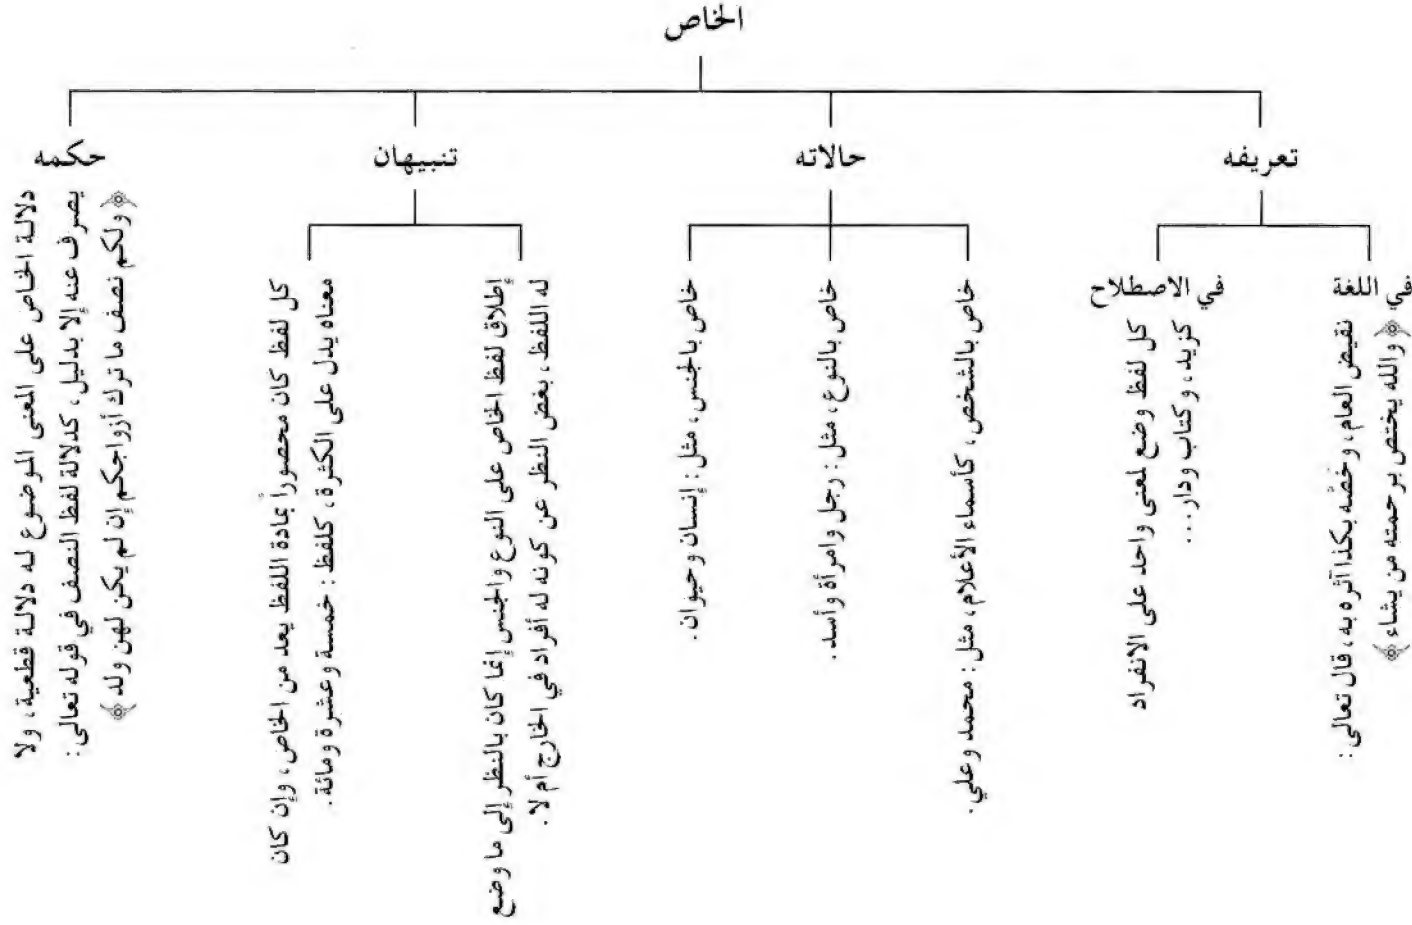 الخاص
تعريفه
في اللغة
نقيض العام، وخصَّه بكذا آثره به، قال تعالى:
﴿والله يختص برحمته من يشاء﴾
في الاصطلاح
كل لفظ وضع لمعنى واحد على الانفراد
كزيد، وكتاب ودار...
حالاته
خاص بالشخص، كأسماء الأعلام، مثل: محمد وعلي.
خاص بالنوع، مثل: رجل وامرأة وأسد.
خاص بالجنس، مثل: إنسان وحيوان.
تنبيهان
إطلاق لفظ الخاص على النوع والجنس إنما كان بالنظر إلى ما وضع
له اللفظ، بغض النظر عن كونه له أفراد في الخارج أم لا.
كل لفظ كان محصوراً بمادة اللفظ يعد من الخاص، وإن كان
معناه يدل على الكثرة، كلفظ: خمسة وعشرة ومائة.
حكمه
دلالة الخاص على المعنى الموضوع له دلالة قطعية، ولا
يصرف عنه إلا بدليل، كدلالة لفظ النصف في قوله تعالى:
﴿ولكم نصف ما ترك أزواجكم إن لم يكن لهن ولد﴾